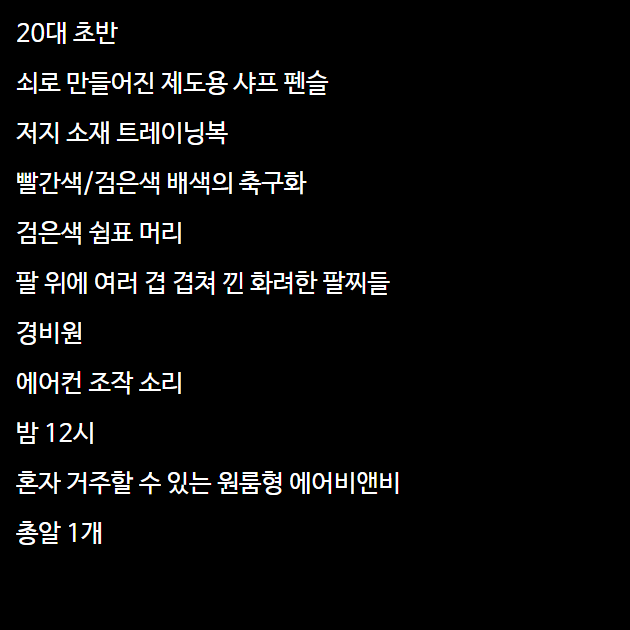 20대 초반
쇠로 만들어진 제도용 샤프 펜슬
저지 소재 트레이닝복
빨간색/검은색 배색의 축구화
검은색 쉼표 머리
팔 위에 여러 겹 겹쳐 낀 화려한 팔찌들
경비원
에어컨 조작 소리
밤 12시
혼자 거주할 수 있는 원룸형 에어비앤비
총알 1개